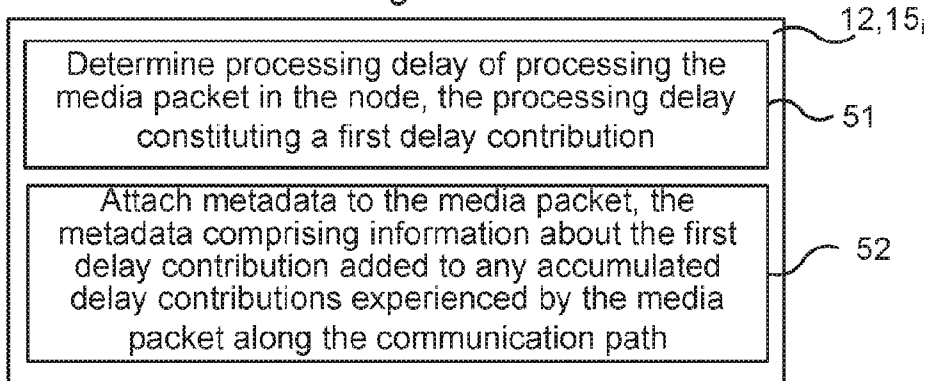 12,15i
Determine processing delay of processing the
media packet in the node, the processing delay
constituting a first delay contribution
51
Attach metadata to the media packet, the
metadata comprising information about the first
delay contribution added to any accumulated
delay contributions experienced by the media
packet along the communication path
52